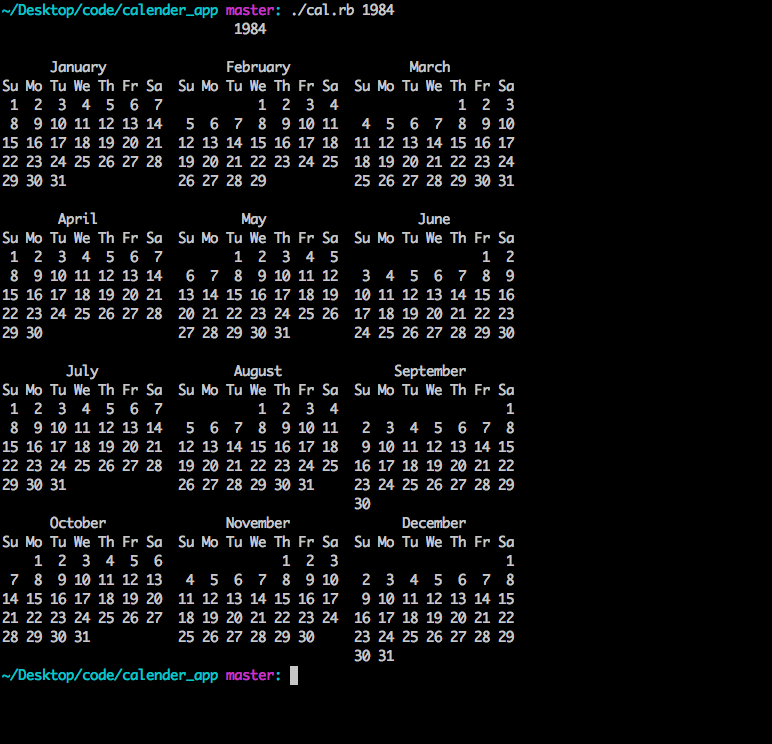 ~/Desktop/code/calender_app master: ./cal.rb 1984
                             1984

      January               February               March
Su Mo Tu We Th Fr Sa  Su Mo Tu We Th Fr Sa  Su Mo Tu We Th Fr Sa
 1  2  3  4  5  6  7            1  2  3  4               1  2  3
 8  9 10 11 12 13 14   5  6  7  8  9 10 11   4  5  6  7  8  9 10
15 16 17 18 19 20 21  12 13 14 15 16 17 18  11 12 13 14 15 16 17
22 23 24 25 26 27 28  19 20 21 22 23 24 25  18 19 20 21 22 23 24
29 30 31              26 27 28 29           25 26 27 28 29 30 31

       April                  May                   June
Su Mo Tu We Th Fr Sa  Su Mo Tu We Th Fr Sa  Su Mo Tu We Th Fr Sa
 1  2  3  4  5  6  7         1  2  3  4  5                  1  2
 8  9 10 11 12 13 14   6  7  8  9 10 11 12   3  4  5  6  7  8  9
15 16 17 18 19 20 21  13 14 15 16 17 18 19  10 11 12 13 14 15 16
22 23 24 25 26 27 28  20 21 22 23 24 25 26  17 18 19 20 21 22 23
29 30                 27 28 29 30 31        24 25 26 27 28 29 30

        July                 August              September
Su Mo Tu We Th Fr Sa  Su Mo Tu We Th Fr Sa  Su Mo Tu We Th Fr Sa
 1  2  3  4  5  6  7            1  2  3  4                     1
 8  9 10 11 12 13 14   5  6  7  8  9 10 11   2  3  4  5  6  7  8
15 16 17 18 19 20 21  12 13 14 15 16 17 18   9 10 11 12 13 14 15
22 23 24 25 26 27 28  19 20 21 22 23 24 25  16 17 18 19 20 21 22
29 30 31              26 27 28 29 30 31     23 24 25 26 27 28 29
                                            30
      October               November              December
Su Mo Tu We Th Fr Sa  Su Mo Tu We Th Fr Sa  Su Mo Tu We Th Fr Sa
    1  2  3  4  5  6               1  2  3                     1
 7  8  9 10 11 12 13   4  5  6  7  8  9 10   2  3  4  5  6  7  8
14 15 16 17 18 19 20  11 12 13 14 15 16 17   9 10 11 12 13 14 15
21 22 23 24 25 26 27  18 19 20 21 22 23 24  16 17 18 19 20 21 22
28 29 30 31           25 26 27 28 29 30     23 24 25 26 27 28 29
                                            30 31
~/Desktop/code/calender_app master: